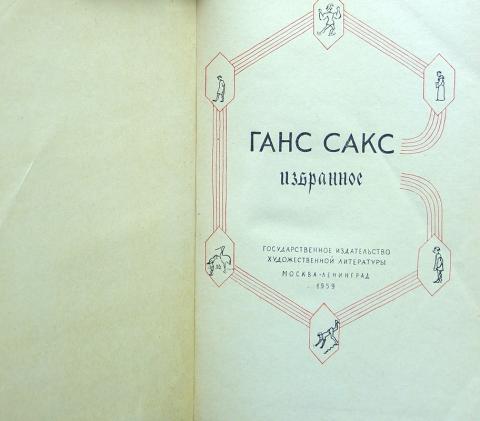 ГАНС САКС
избранное
ГОСУДАРСТВЕННОЕ ИЗДАТЕЛЬСТВО
ХУДОЖЕСТВЕННОЙ ЛИТЕРАТУРЫ
МОСКВА-ЛЕНИНГРАД
1959